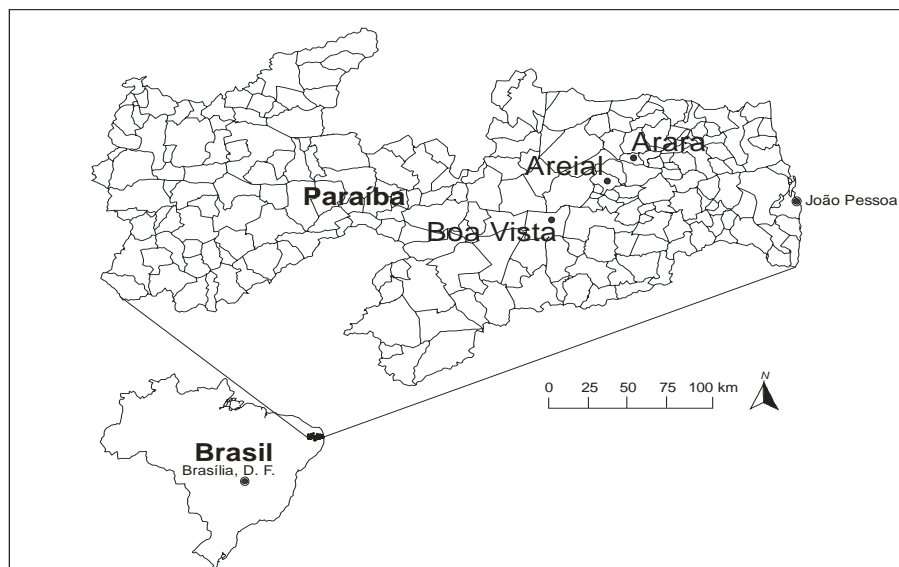 Arara
Areial
Paraíba
João Pessoa
Boa Vista
N
0 25 50 75 100 km
Brasil
Brasília, D. F.